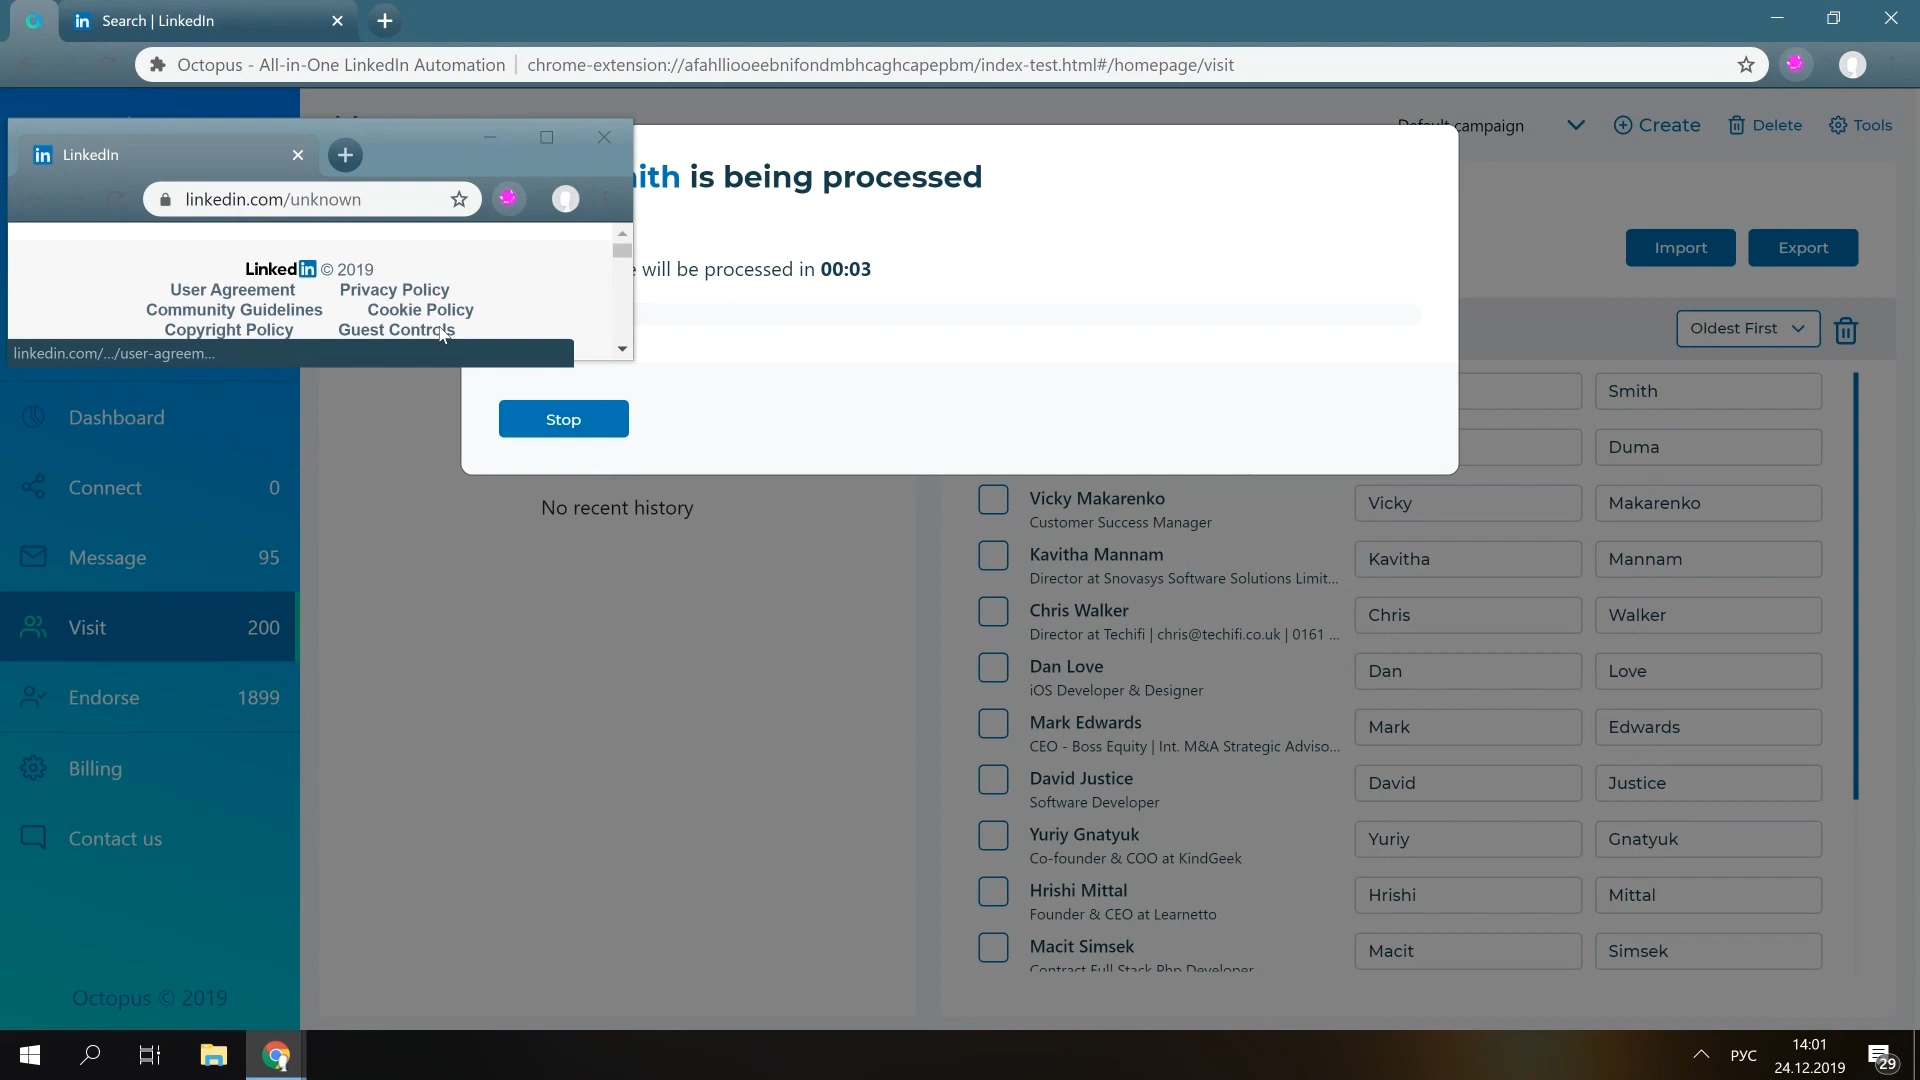 Search | LinkedIn
Octopus - All-in-One LinkedIn Automation | chrome-extension://afahlliooeebnifondmbhcaghcapepbm/index-test.html#/homepage/visit
Default campaign
Create
Delete
Tools
LinkedIn
linkedin.com/unknown
LinkedIn © 2019
User Agreement Privacy Policy
Community Guidelines Cookie Policy
Copyright Policy Guest Controls
linkedin.com/.../user-agreem...
ith is being processed
will be processed in 00:03
Stop
Import
Export
Oldest First
Dashboard
Connect 0
Message 95
Visit 200
Endorse 1899
Billing
Contact us
Octopus © 2019
No recent history
Smith
Duma
Vicky Makarenko
Customer Success Manager
Vicky
Makarenko
Kavitha Mannam
Director at Snovasys Software Solutions Limit...
Kavitha
Mannam
Chris Walker
Director at Techifi | chris@techifi.co.uk | 0161 ...
Chris
Walker
Dan Love
iOS Developer & Designer
Dan
Love
Mark Edwards
CEO - Boss Equity | Int. M&A Strategic Adviso...
Mark
Edwards
David Justice
Software Developer
David
Justice
Yuriy Gnatyuk
Co-founder & COO at KindGeek
Yuriy
Gnatyuk
Hrishi Mittal
Founder & CEO at Learnetto
Hrishi
Mittal
Macit Simsek
Contract Full Stack Php Developer
Macit
Simsek
РУС
14:01
24.12.2019
29